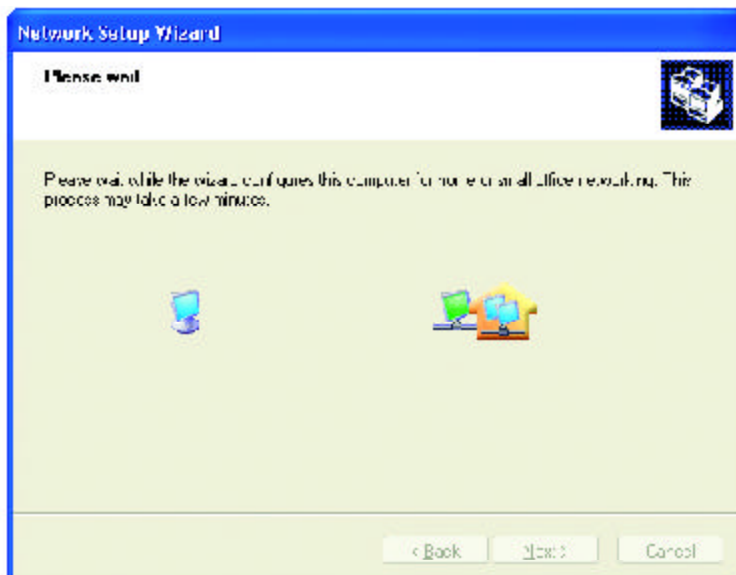 Network Setup Wizard
Please wait
Please wait while the wizard configures this computer for home or small office networking. This
process may take a few minutes.
< Back
Next >
Cancel